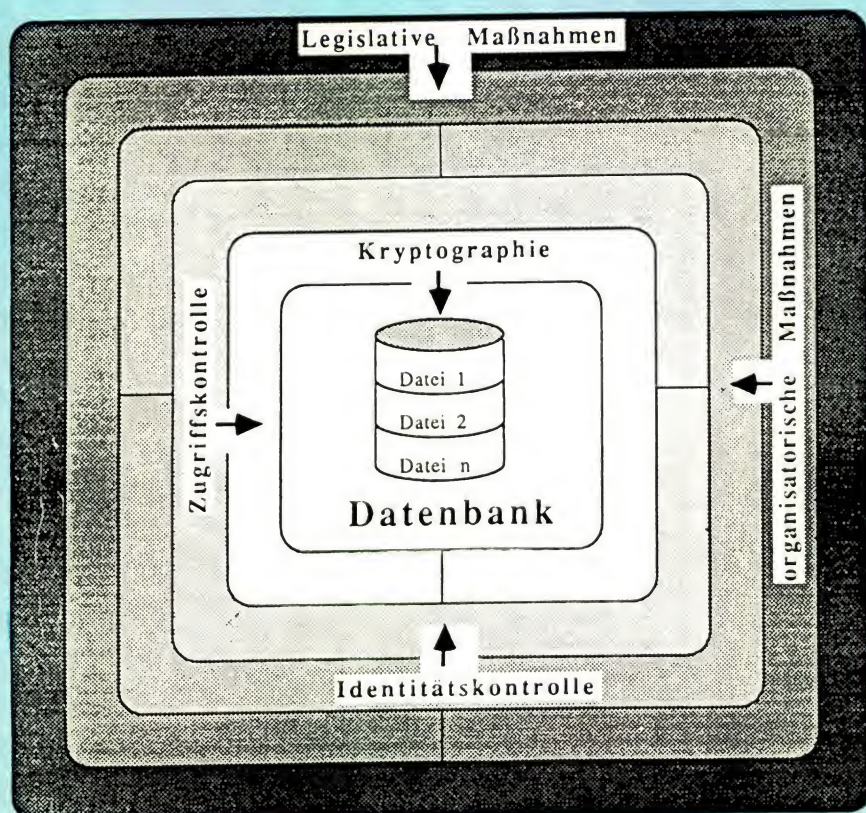 Legislative Maßnahmen
Kryptographie
Zugriffskontrolle
organisatorische Maßnahmen
Datei 1
Datei 2
Datei n
Datenbank
Identitätskontrolle